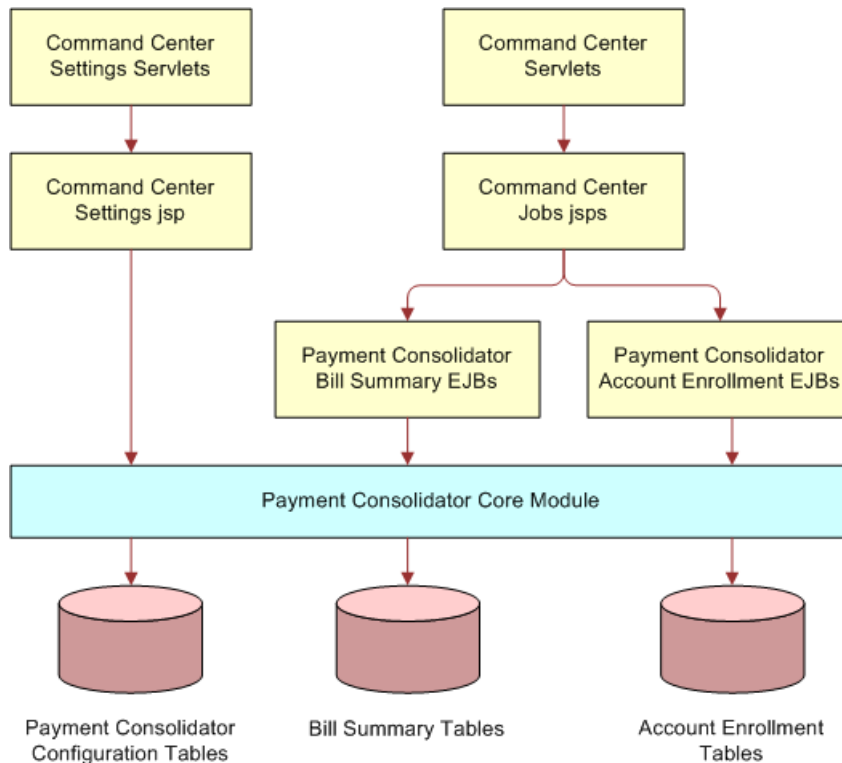 Command Center
Settings Servlets
Command Center
Servlets
Command Center
Settings jsp
Command Center
Jobs jsps
Payment Consolidator
Bill Summary EJBs
Payment Consolidator
Account Enrollment EJBs
Payment Consolidator Core Module
Payment Consolidator
Configuration Tables
Bill Summary Tables
Account Enrollment
Tables